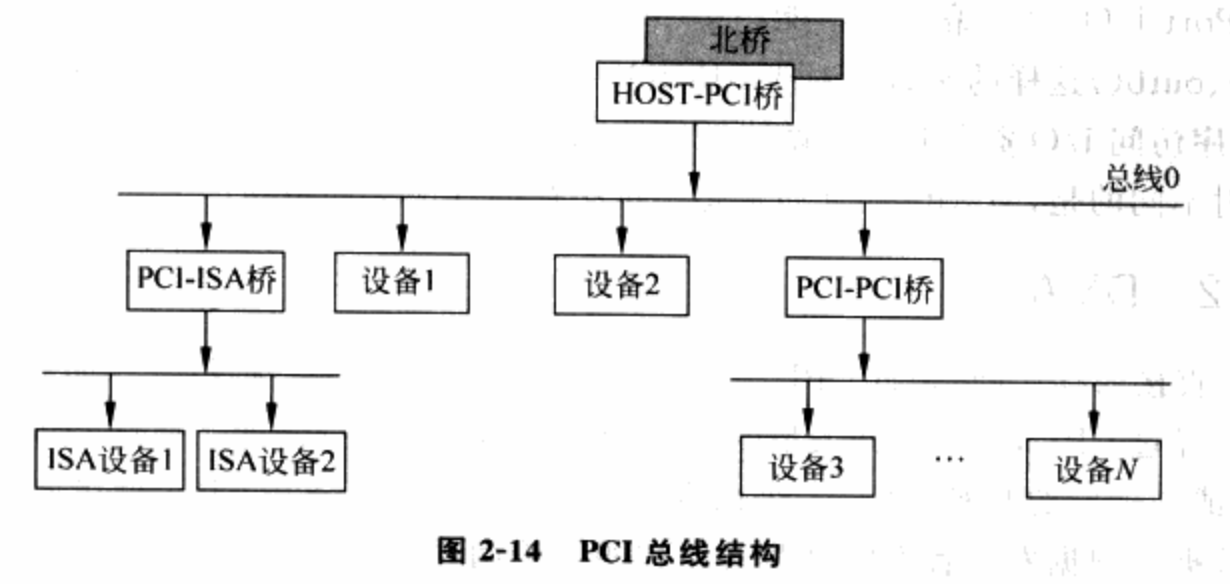 北桥
HOST-PCI桥
总线0
PCI-ISA桥
设备1
设备2
PCI-PCI桥
ISA设备1
ISA设备2
设备3
…
设备N
图 2-14 PCI 总线结构